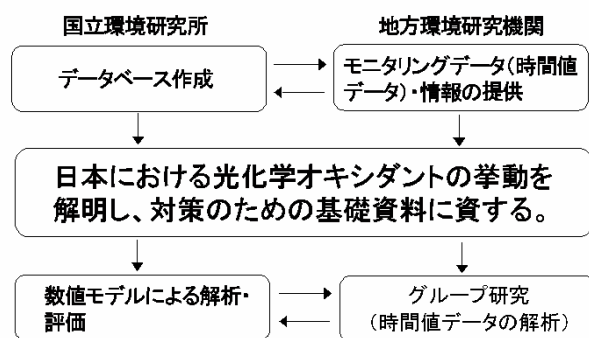 国立環境研究所
地方環境研究機関
データベース作成
モニタリングデータ(時間値
データ)・情報の提供
日本における光化学オキシダントの挙動を
解明し、対策のための基礎資料に資する。
数値モデルによる解析・
評価
グループ研究
(時間値データの解析)